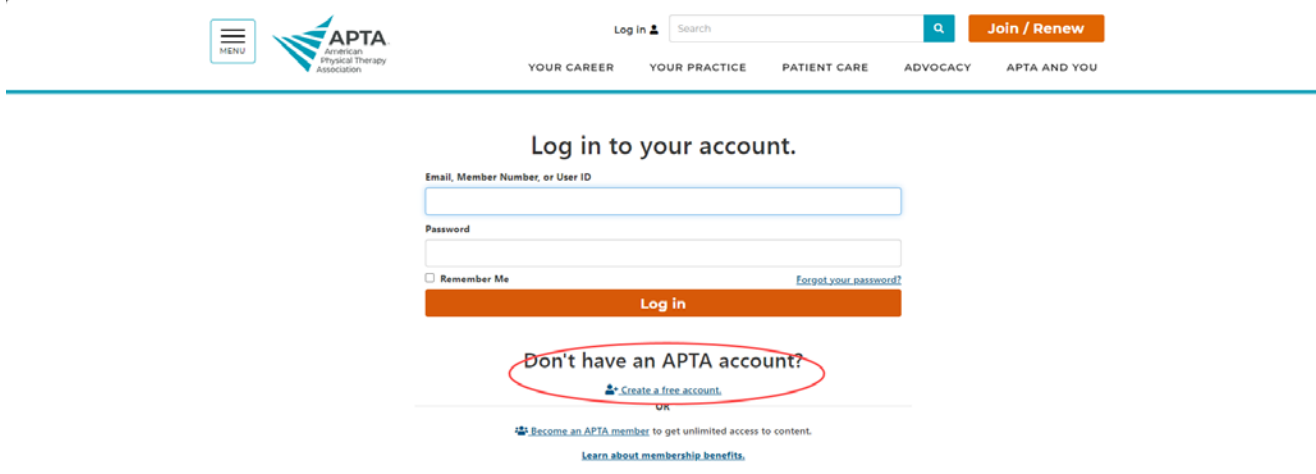 MENU
APTA
American
Physical Therapy
Association
Log in
Search
Join / Renew
YOUR CAREER YOUR PRACTICE PATIENT CARE ADVOCACY APTA AND YOU
Log in to your account.
Email, Member Number, or User ID
Password
Remember Me Forgot your password?
Log in
Don't have an APTA account?
Create a free account.
OR
Become an APTA member to get unlimited access to content.
Learn about membership benefits.